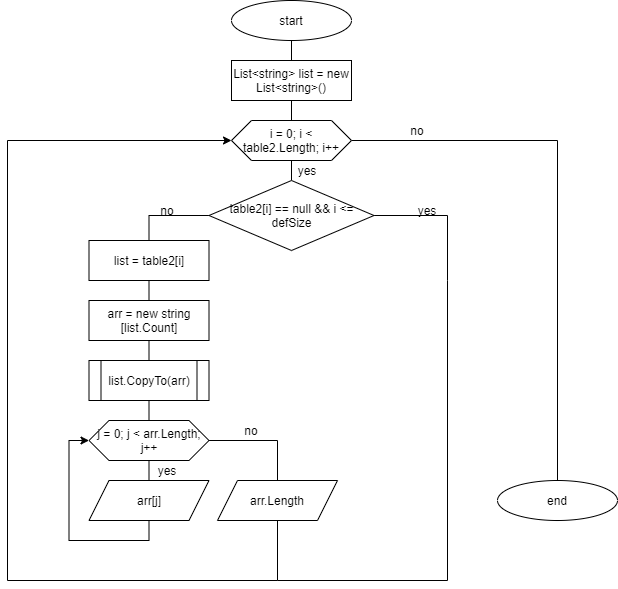 start
List<string> list = new
List<string>()
i = 0; i <
table2.Length; i++
no
yes
table2[i] == null && i <=
defSize
no
yes
list = table2[i]
arr = new string
[list.Count]
list.CopyTo(arr)
j = 0; j < arr.Length;
j++
no
yes
arr[j]
arr.Length
end